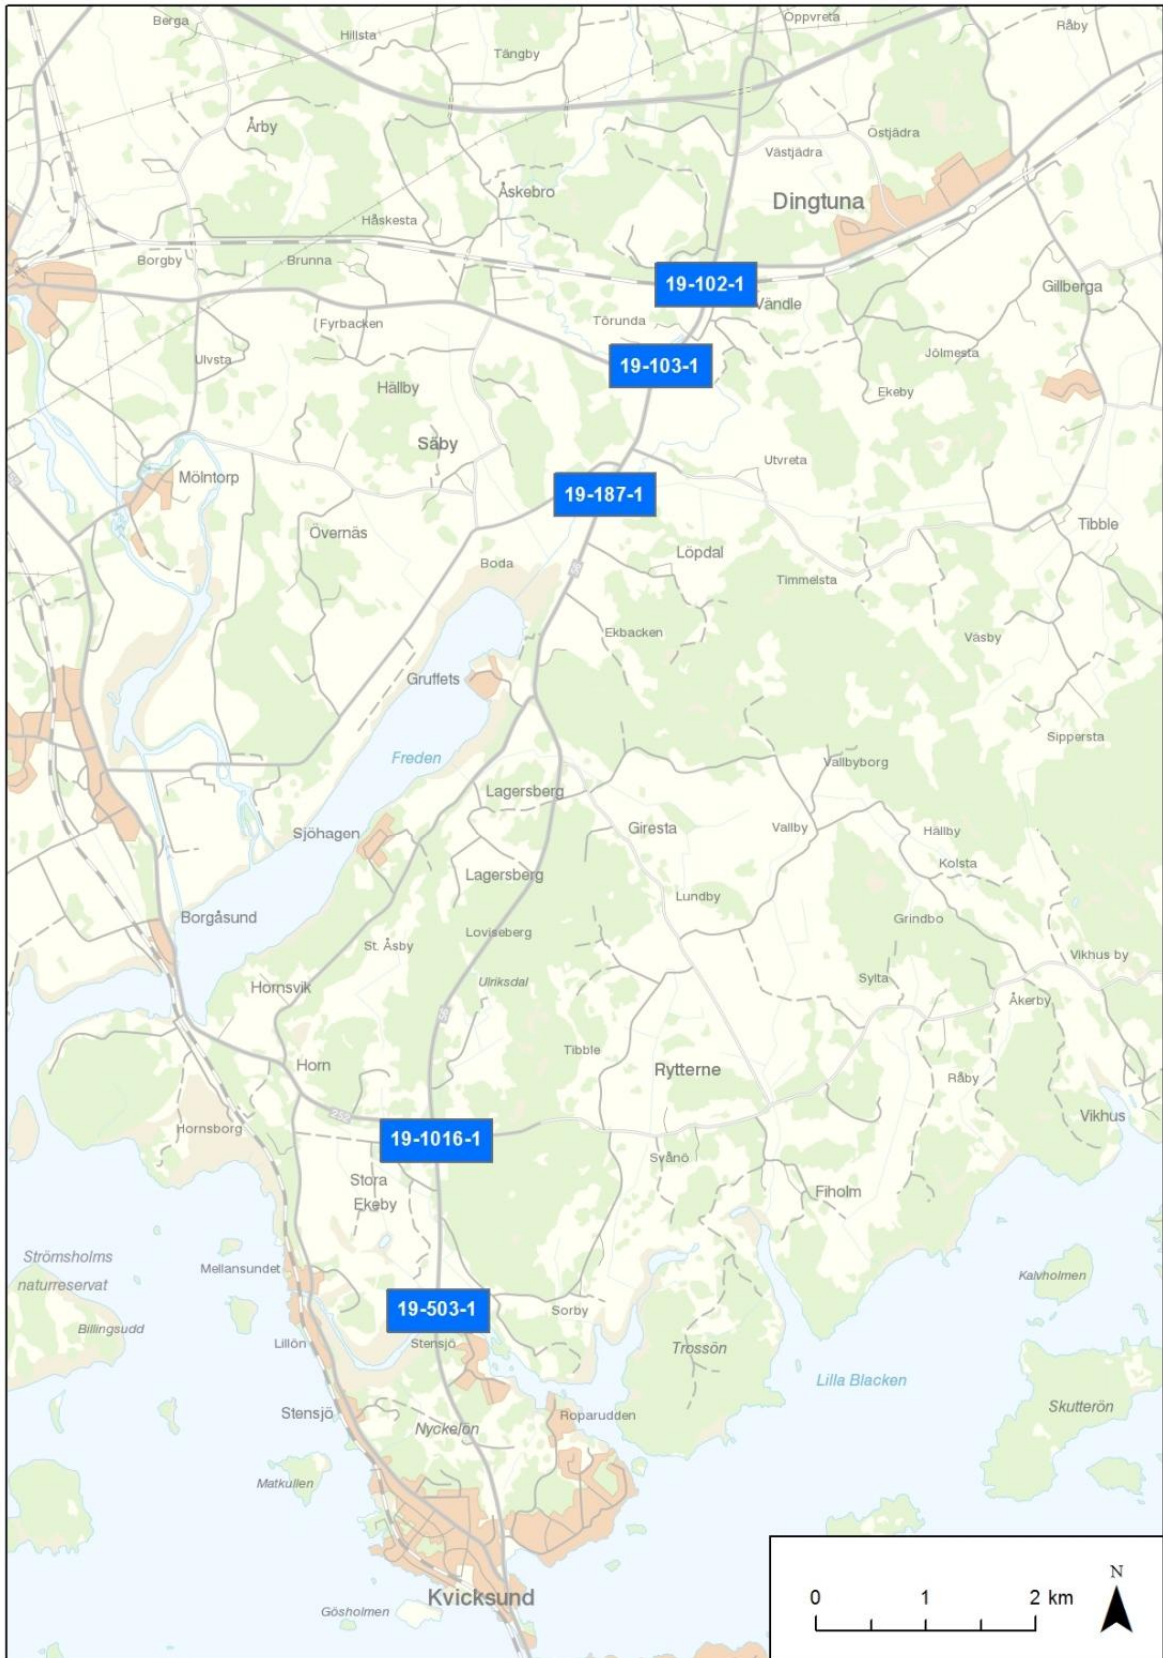 Berga
Hillsta
Tängby
Öppvreta
Råby
Årby
Östjädra
Västjädra
Åskebro
Dingtuna
Håskesta
Borgby
Brunna
19-102-1
Gillberga
Vändle
Törunda
Fyrbacken
Ulvsta
19-103-1
Jölmesta
Hällby
Ekeby
Säby
Utvreta
Mölntorp
19-187-1
Tibble
Övernäs
Löpdal
Boda
56
Timmelsta
Ekbacken
Väsby
Gruffets
Sippersta
Freden
Vallbyborg
Lagersberg
Sjöhagen
Giresta
Vallby
Hällby
Kolsta
Lagersberg
Lundby
Borgåsund
Grindbo
Loviseberg
St. Åsby
Vikhus by
Hornsvik
Ulriksdal
Sylta
Åkerby
56
Tibble
Horn
Rytterne
Råby
252
Vikhus
Hornsborg
19-1016-1
Svånö
Stora
Ekeby
Fiholm
Strömsholms
naturreservat
Mellansundet
Kalvholmen
19-503-1
Sorby
Billingsudd
Lillön
Stensjö
Trossön
Lilla Blacken
Stensjö
Nyckelön
Roparudden
Skutterön
Matkullen
Kvicksund
Gösholmen
N
0 1 2 km